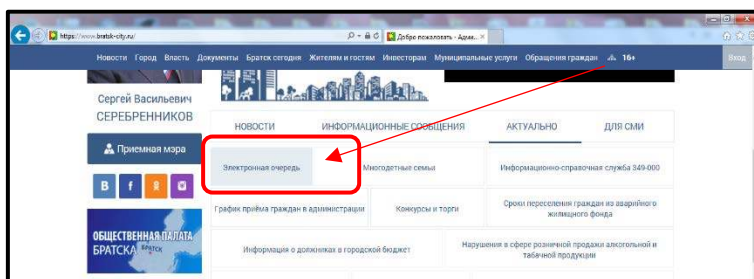 https://www.bratsk-city.ru/
Добро пожаловать - Адми...
Новости Город Власть Документы Братск сегодня Жителям и гостям Инвесторам Муниципальные услуги Обращения граждан 16+ Вход
Сергей Васильевич
СЕРЕБРЕННИКОВ
Приемная мэра
ОБЩЕСТВЕННАЯ ПАЛАТА
БРАТСКА БРАТСК
НОВОСТИ ИНФОРМАЦИОННЫЕ СООБЩЕНИЯ АКТУАЛЬНО ДЛЯ СМИ
Электронная очередь Многодетные семьи Информационно-справочная служба 349-000
График приёма граждан в администрации Конкурсы и торги Сроки переселения граждан из аварийного
жилищного фонда
Информация о должниках в городской бюджет Нарушения в сфере розничной продажи алкогольной и
табачной продукции